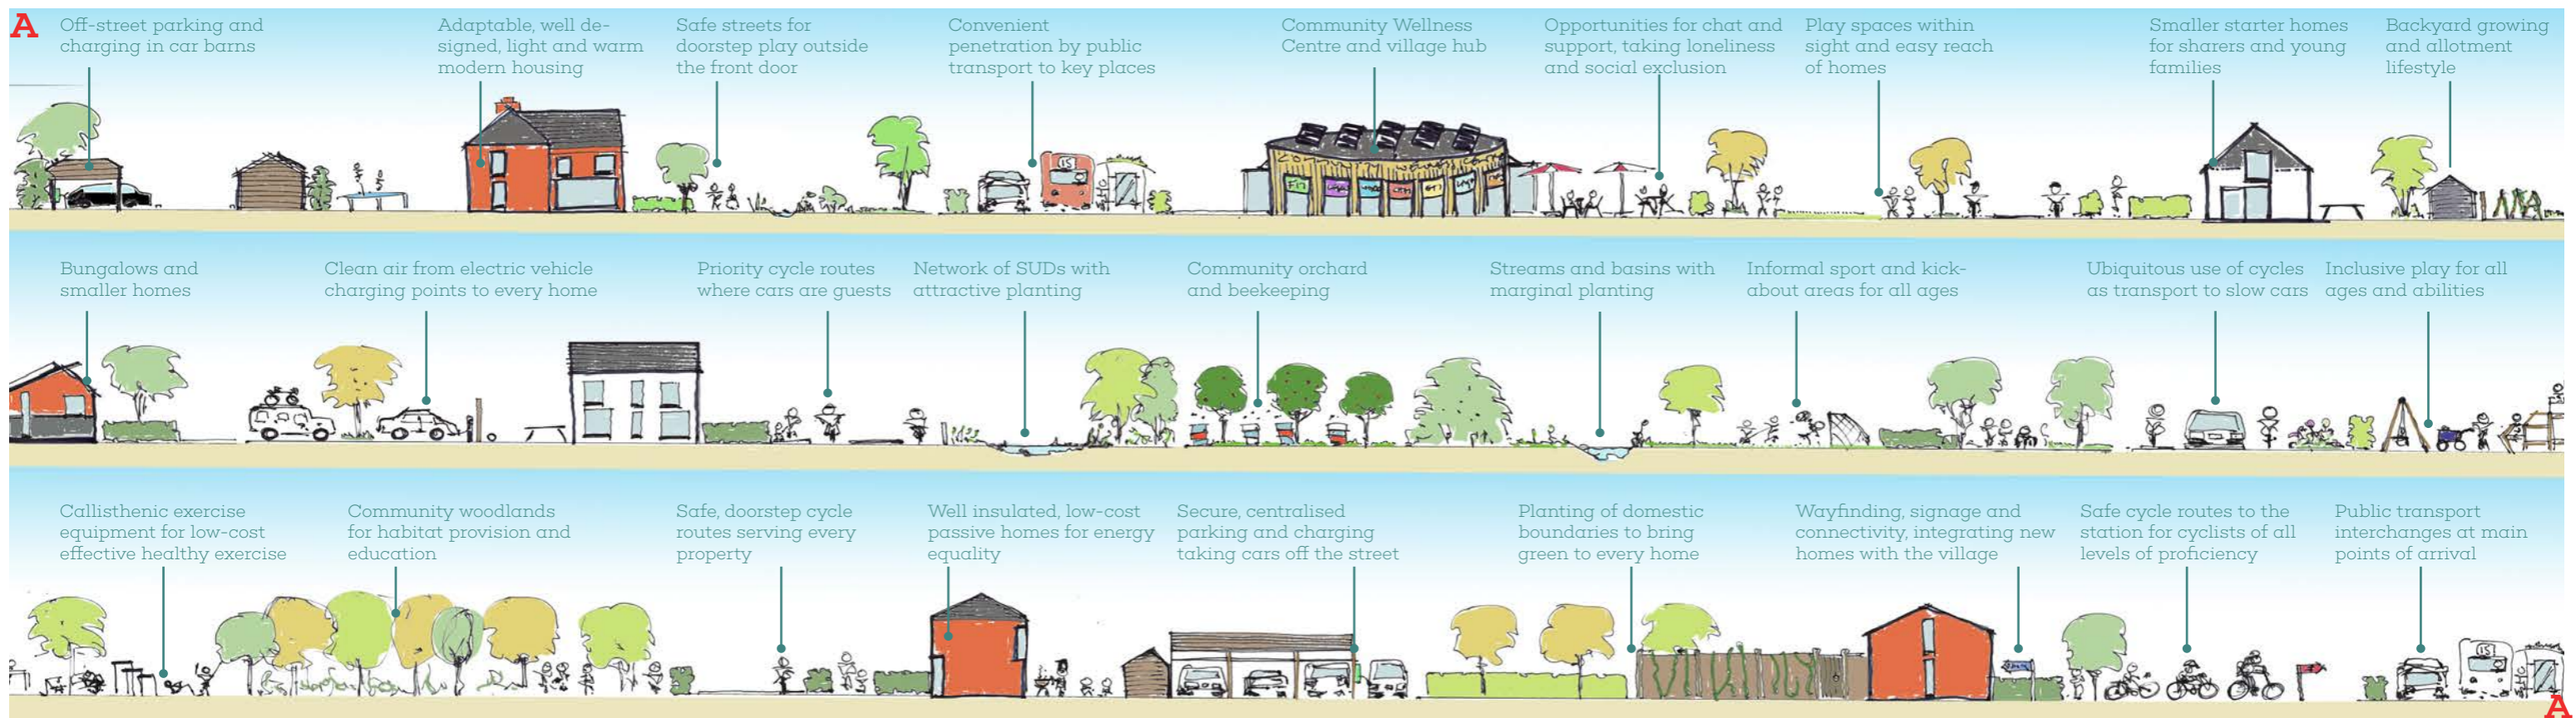 A
Off-street parking and
charging in car barns
Adaptable, well de-
signed, light and warm
modern housing
Safe streets for
doorstep play outside
the front door
Convenient
penetration by public
transport to key places
Community Wellness
Centre and village hub
Opportunities for chat and
support, taking loneliness
and social exclusion
Play spaces within
sight and easy reach
of homes
Smaller starter homes
for sharers and young
families
Backyard growing
and allotment
lifestyle
15
Bungalows and
smaller homes
Clean air from electric vehicle
charging points to every home
Priority cycle routes
where cars are guests
Network of SUDs with
attractive planting
Community orchard
and beekeeping
Streams and basins with
marginal planting
Informal sport and kick-
about areas for all ages
Ubiquitous use of cycles
as transport to slow cars
Inclusive play for all
ages and abilities
Callisthenic exercise
equipment for low-cost
effective healthy exercise
Community woodlands
for habitat provision and
education
Safe, doorstep cycle
routes serving every
property
Well insulated, low-cost
passive homes for energy
equality
Secure, centralised
parking and charging
taking cars off the street
Planting of domestic
boundaries to bring
green to every home
Wayfinding, signage and
connectivity, integrating new
homes with the village
Safe cycle routes to the
station for cyclists of all
levels of proficiency
Public transport
interchanges at main
points of arrival
15
A